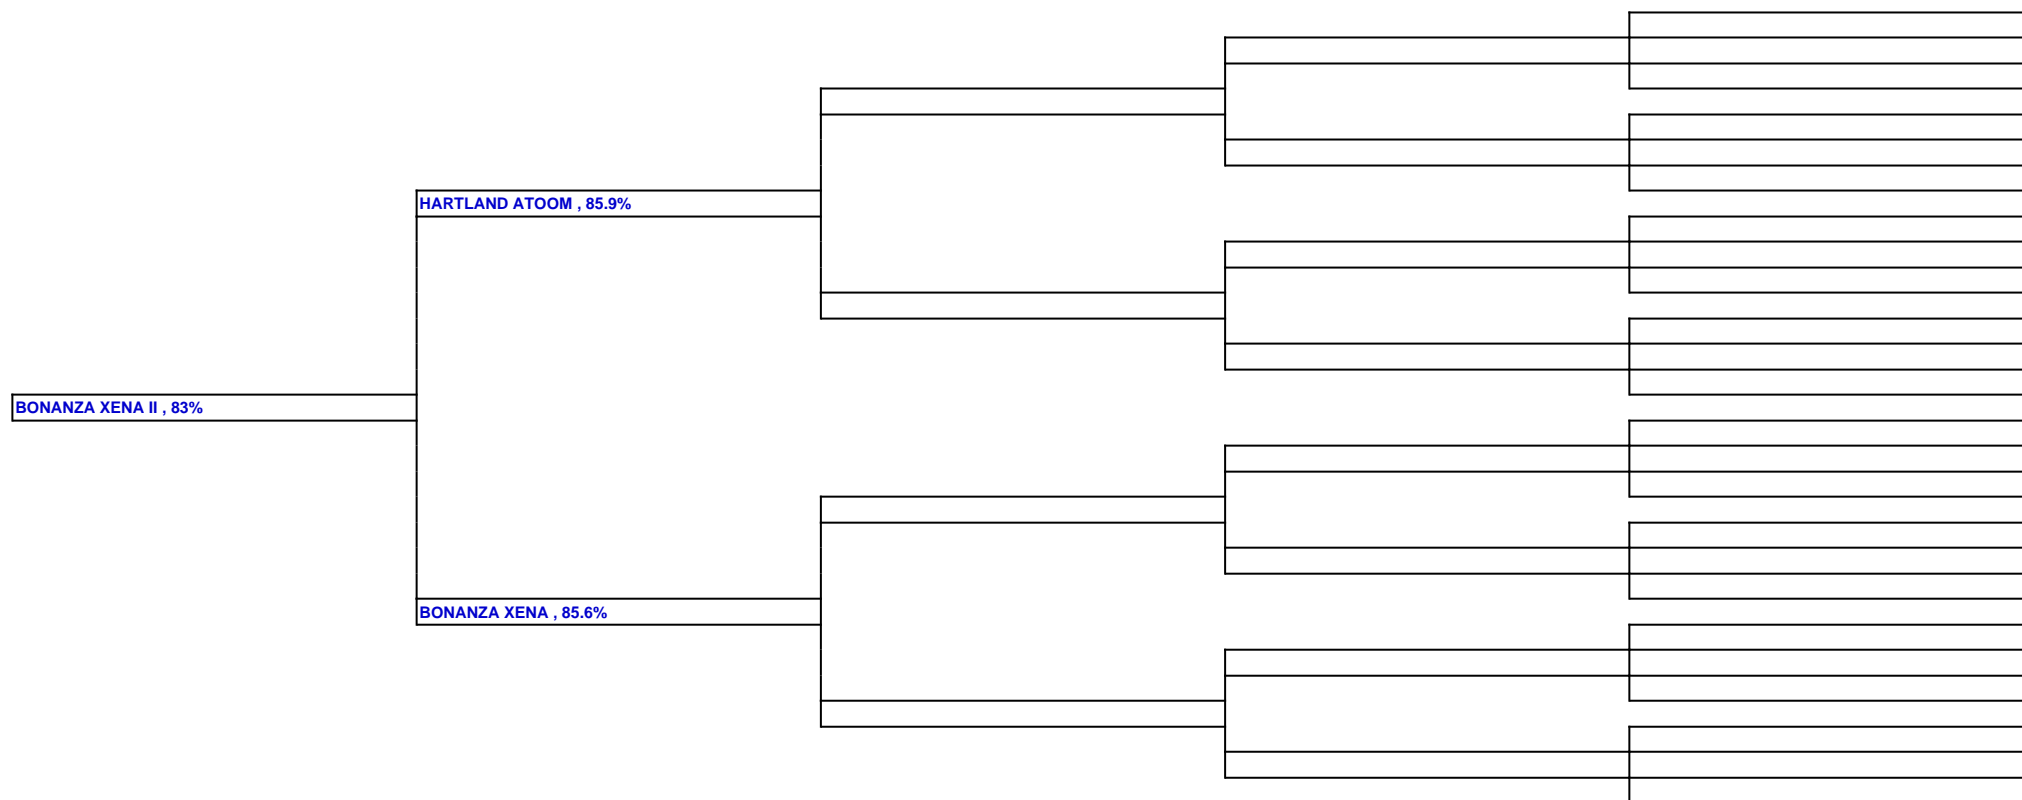 HARTLAND ATOOM , 85.9%
BONANZA XENA II , 83%
BONANZA XENA , 85.6%